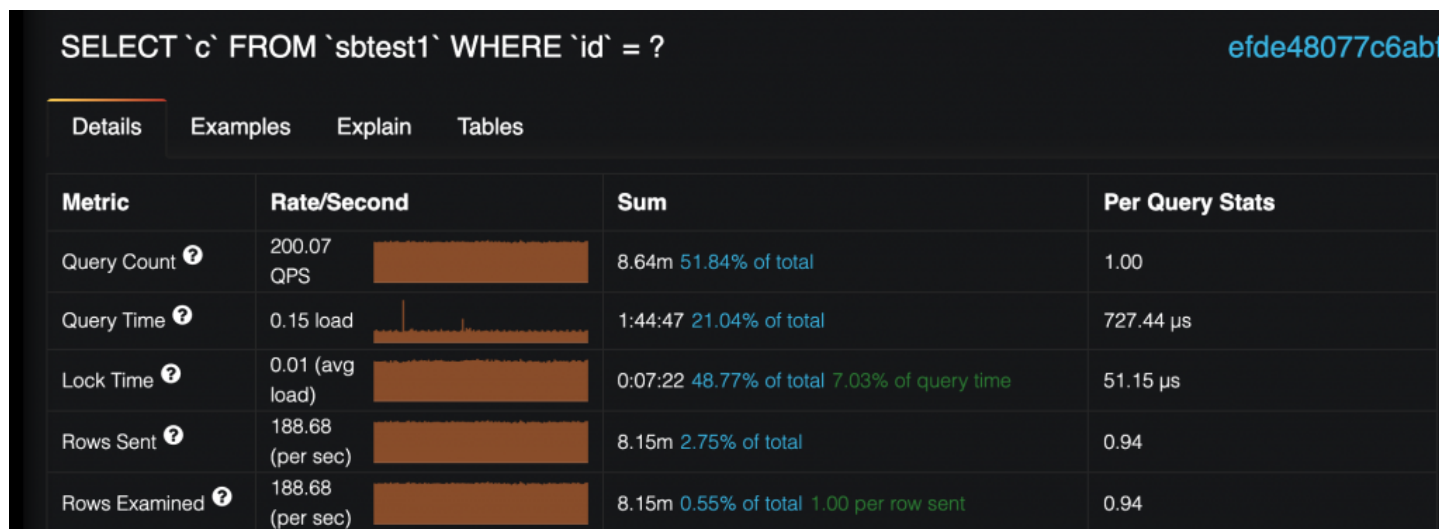 SELECT `c` FROM `sbtest1` WHERE `id` = ?
efde48077c6abf
Details Examples Explain Tables
Metric Rate/Second Sum Per Query Stats
Query Count ? 200.07 QPS 8.64m 51.84% of total 1.00
Query Time ? 0.15 load 1:44:47 21.04% of total 727.44 µs
Lock Time ? 0.01 (avg load) 0:07:22 48.77% of total 7.03% of query time 51.15 µs
Rows Sent ? 188.68 (per sec) 8.15m 2.75% of total 0.94
Rows Examined ? 188.68 (per sec) 8.15m 0.55% of total 1.00 per row sent 0.94